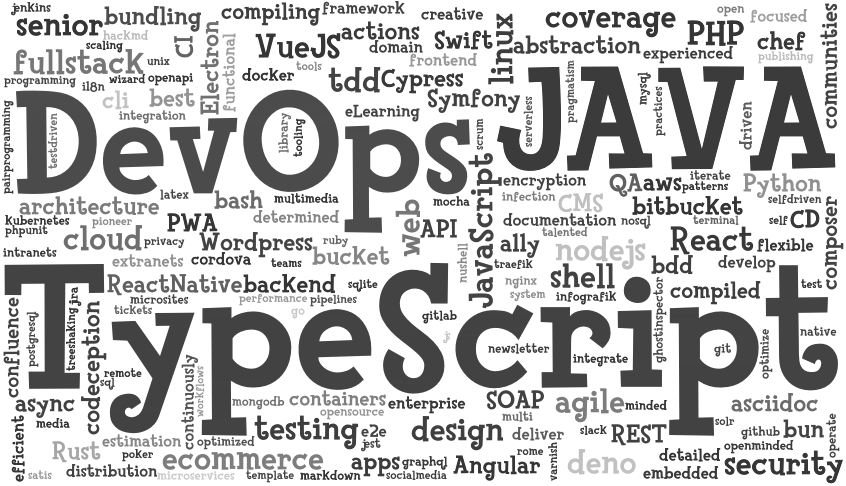 jenkins
senior
bundling
compiling
framework
creative
linux
coverage
PHP
open
focused
communities
hackmd
scaling
CI
Electron
functional
VueJS
actions
domain
Swift
abstraction
experienced
chef
publishing
fullstack
unix
tools
frontend
programming
wizard
openapi
docker
tdd
Cypress
pragmatism
mysql
i18n
cli
best
integration
eLearning
Symfony
serverless
practices
driven
pairprogramming
DevOps
JAVA
testdriven
library
tooling
scrum
latex
bash
multimedia
mocha
JavaScript
encryption
QA
aws
iterate
patterns
Python
architecture
pioneer
determined
web
infection
CMS
bitbucket
selfdriven
Kubernetes
phpunit
PWA
API
documentation
nosql
terminal
self
CD
composer
cloud
privacy
Wordpress
ruby
talented
ally
nodejs
React
flexible
intranets
extranets
cordova
teams
bucket
nushell
traefik
bdd
develop
ReactNative
backend
sqlite
nginx
shell
compiled
test
microsites
performance
pipelines
system
infografik
TypeScript
confluence
postgresql
treeshaking
jra
codeception
tickets
go
gitlab
ghostinspector
optimize
native
newsletter
integrate
git
remote
sql
continuously
workflows
async
media
mongodb
containers
opensource
enterprise
SOAP
multi
agile
minded
asciidoc
solr
efficient
estimation
optimized
testing
e2e
jest
design
deliver
slack
REST
github
bun
operate
Rust
poker
ecommerce
rome
varnish
openminded
detailed
satis
distribution
microservices
template
markdown
apps
graphql
socialmedia
Angular
deno
embedded
security